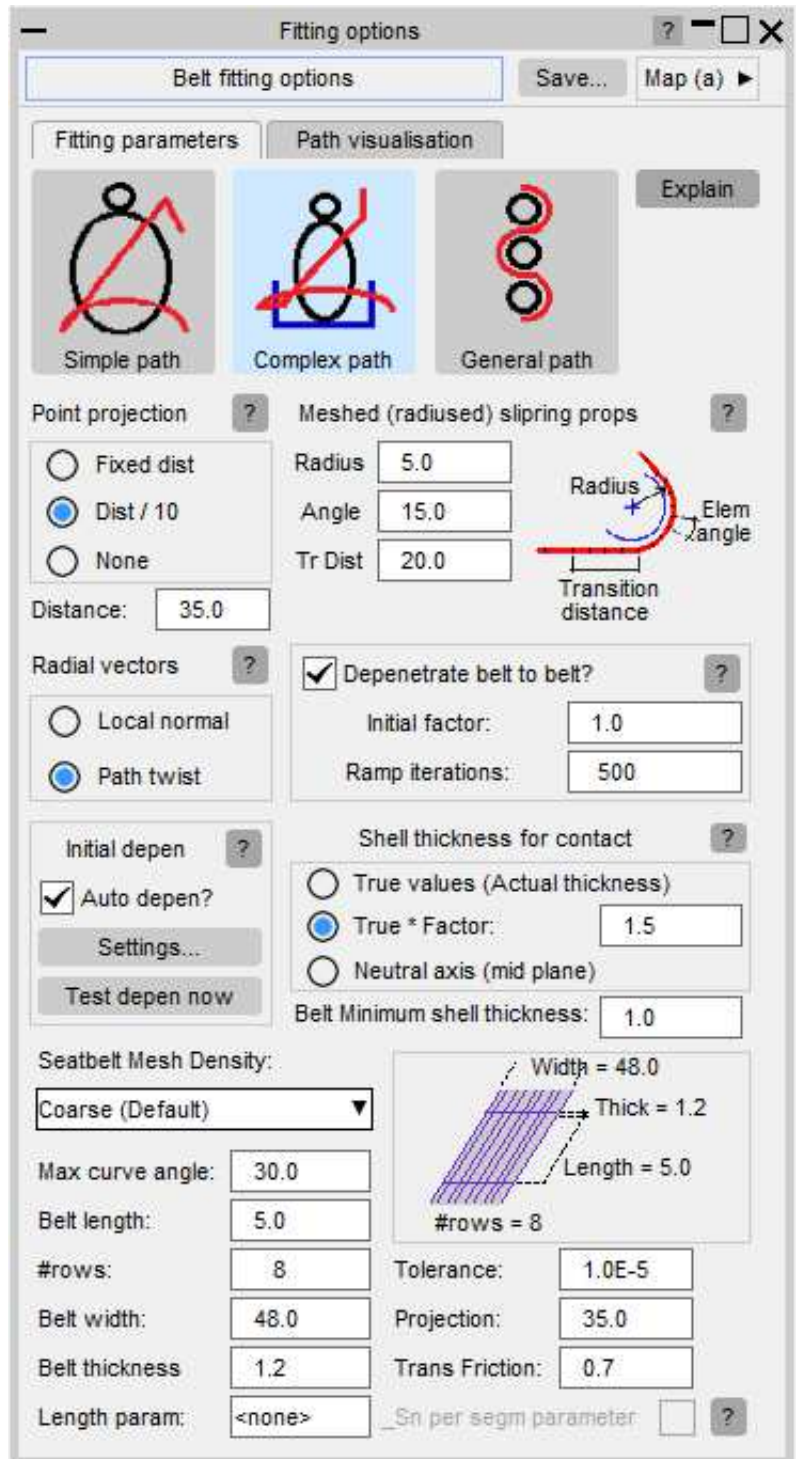 Fitting options ?
Belt fitting options Save... Map (a) ►
Fitting parameters Path visualisation
Explain
Simple path Complex path General path
Point projection ? Meshed (radiused) slipring props ?
Fixed dist Radius 5.0
Dist / 10 Angle 15.0
None Tr Dist 20.0
Radius
Elem
angle
Transition
distance
Distance: 35.0
Radial vectors ?
Local normal
Path twist
Depenetrate belt to belt? ?
Initial factor: 1.0
Ramp iterations: 500
Initial depen ?
Auto depen?
Settings...
Test depen now
Shell thickness for contact ?
True values (Actual thickness)
True * Factor: 1.5
Neutral axis (mid plane)
Belt Minimum shell thickness: 1.0
Seatbelt Mesh Density:
Coarse (Default) ▼
Width = 48.0
Thick = 1.2
Length = 5.0
#rows = 8
Max curve angle: 30.0
Belt length: 5.0
#rows: 8 Tolerance: 1.0E-5
Belt width: 48.0 Projection: 35.0
Belt thickness 1.2 Trans Friction: 0.7
Length param: <none> _Sn per segm parameter ?